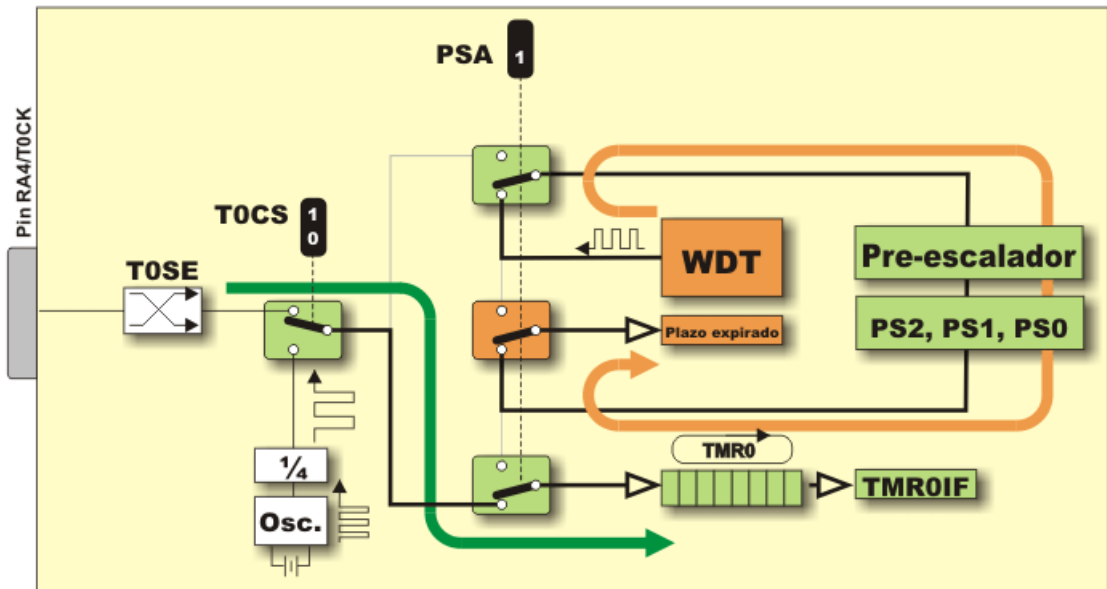 PSA
1
Pin RA4/T0CK
T0CS
1
0
T0SE
WDT
Pre-escalador
PS2, PS1, PS0
Plazo expirado
TMR0
TMR0IF
¼
Osc.